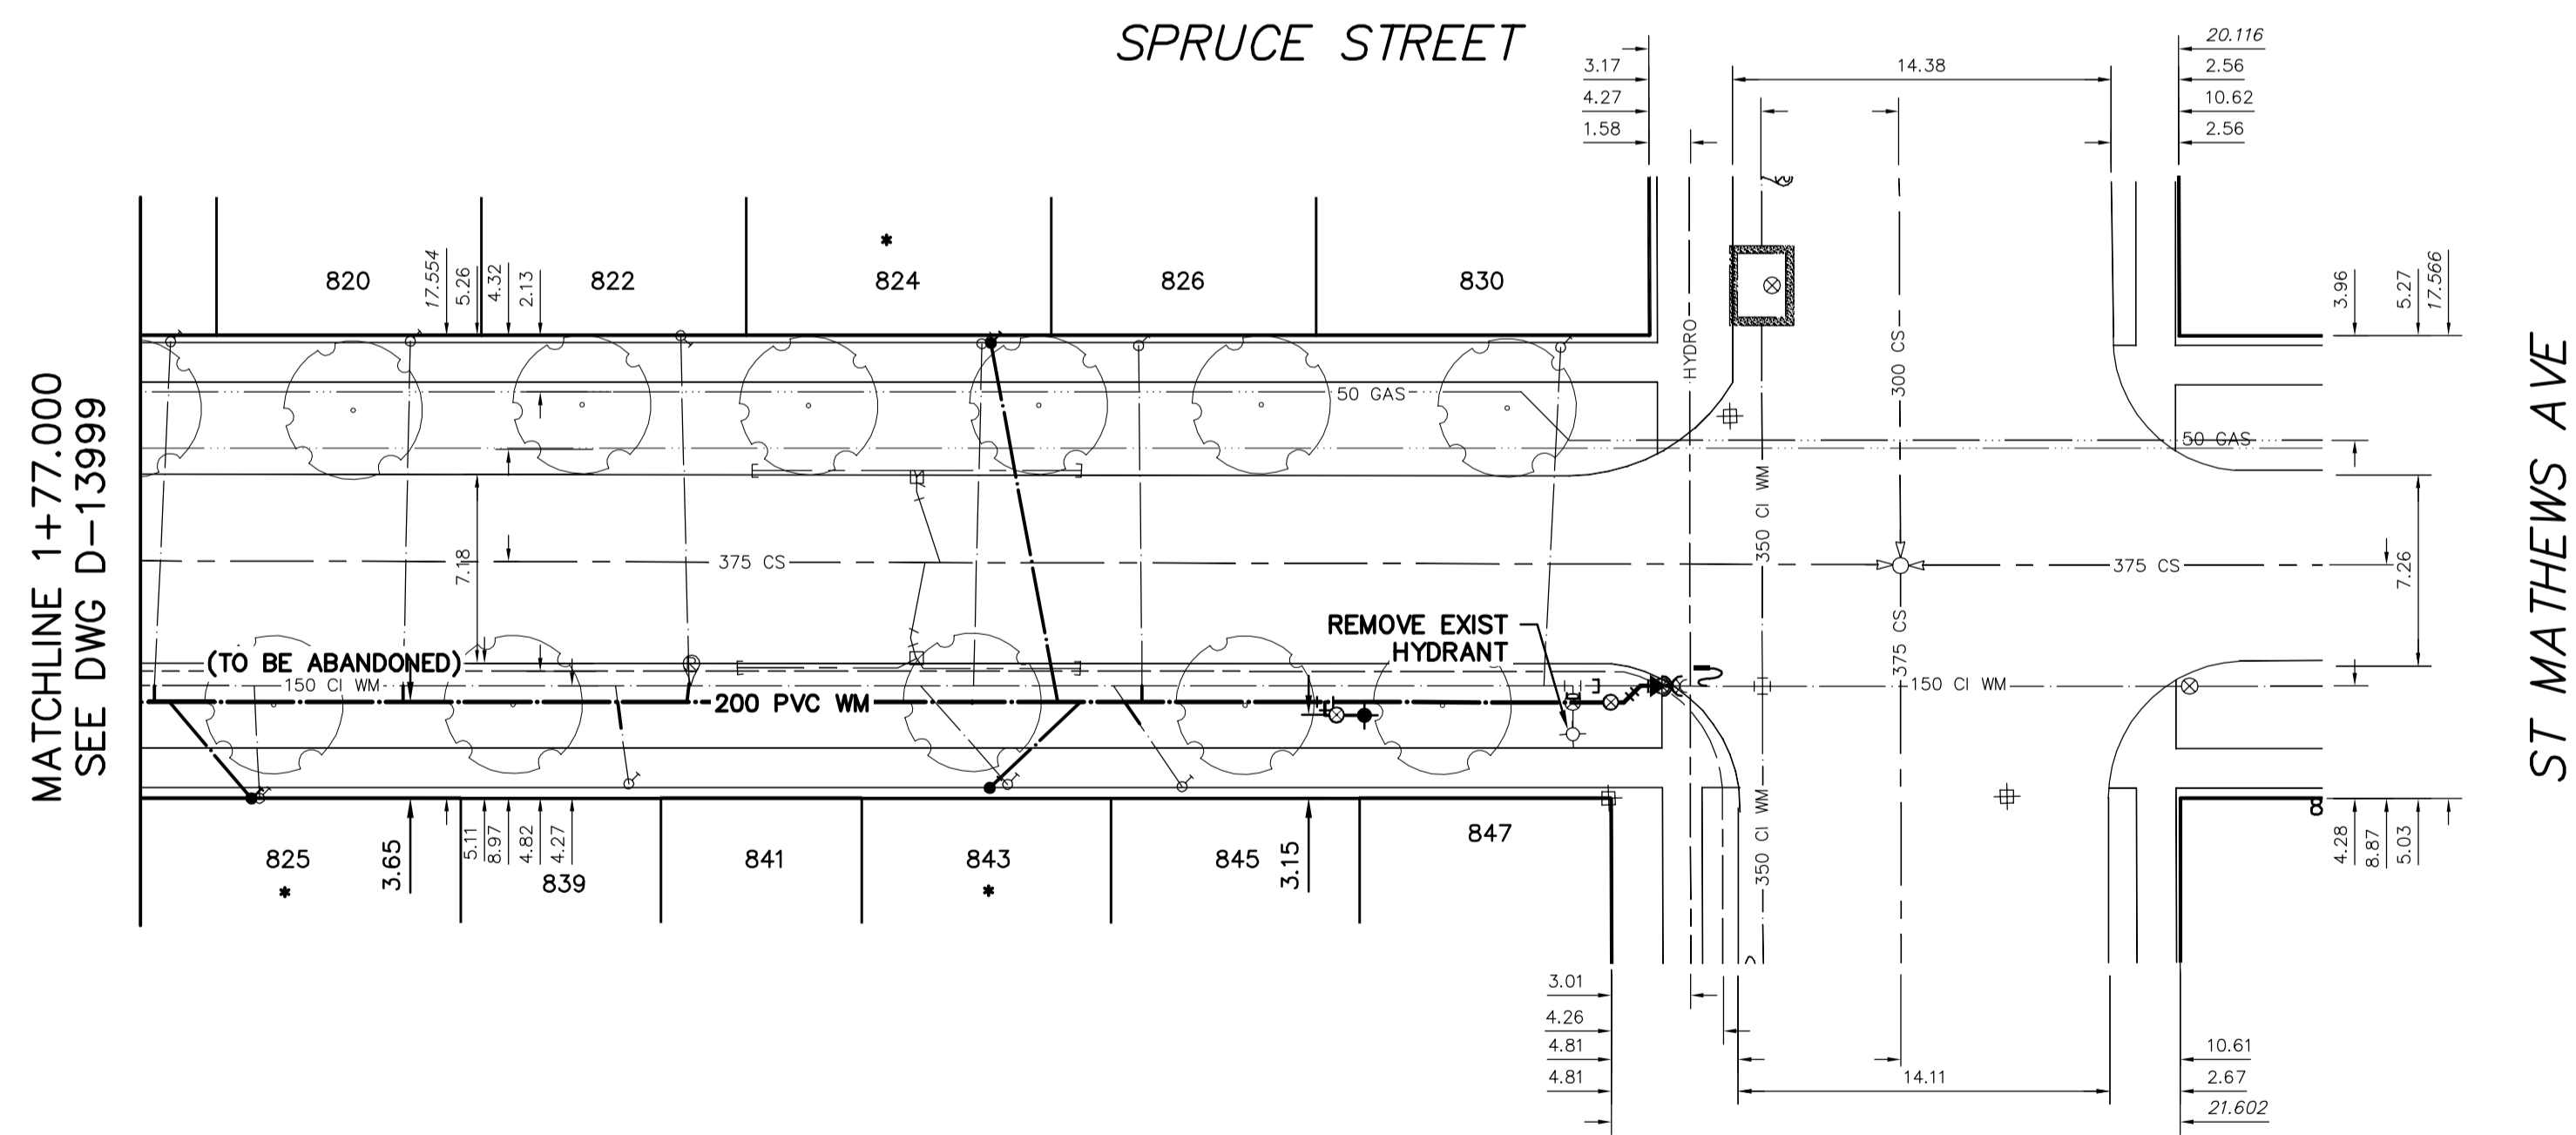 SPRUCE STREET
20.116
3.17
14.38
2.56
4.27
10.62
1.58
2.56
MATCHLINE 1+77.000
SEE DWG D-13999
820
17.554
5.26
4.32
2.13
822
*
824
826
830
HYDRO
300 CS
3.96
5.27
17.566
50 GAS
50 GAS
350 CI WM
7.18
375 CS
375 CS
7.26
ST MATHEWS AVE
REMOVE EXIST
HYDRANT
375 CS
(TO BE ABANDONED)
150 CI WM
150 CI WM
200 PVC WM
350 CI WM
825
*
3.65
5.11
8.97
4.82
4.27
839
841
843
*
845
3.15
847
8
4.28
8.87
5.03
3.01
4.26
4.81
10.61
4.81
14.11
2.67
21.602